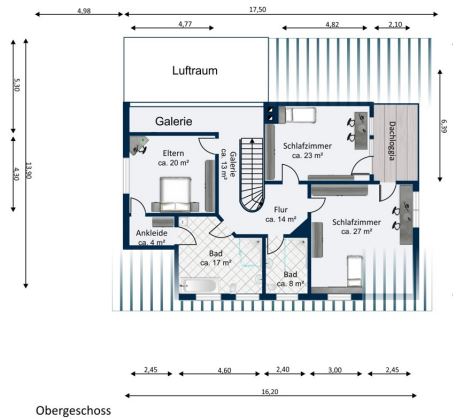 17,50
4,98
4,77
4,82
2,10
Luftraum
5,30
13,90
6,39
Galerie
Galerie
ca. 13 m²
Schlafzimmer
ca. 23 m²
Dachloggia
Eltern
ca. 20 m²
4,30
Flur
ca. 14 m²
Schlafzimmer
ca. 27 m²
Ankleide
ca. 4 m²
Bad
ca. 17 m²
Bad
ca. 8 m²
2,45
4,60
2,40
3,00
2,45
16,20
Obergeschoss